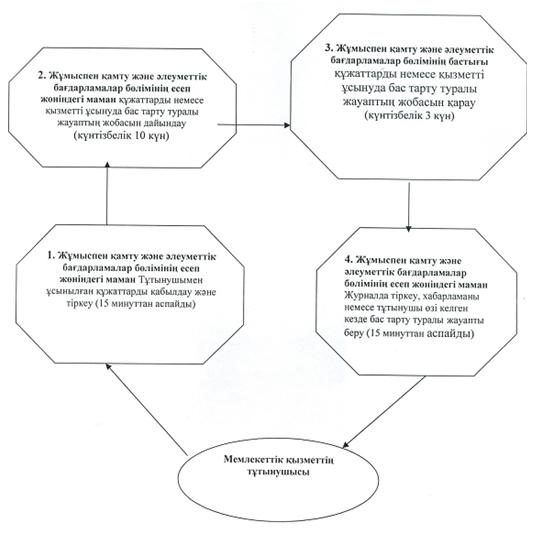 2. Жұмыспен қамту және әлеуметтік
бағдарламалар бөлімінің есеп
жөніндегі маман құжаттарды немесе
қызметті ұсынуда бас тарту туралы
жауаптың жобасын дайындау
(күнтізбелік 10 күн)
3. Жұмыспен қамту және әлеуметтік
бағдарламалар бөлімінің бастығы
құжаттарды немесе қызметті
ұсынуда бас тарту туралы
жауаптың жобасын қарау
(күнтізбелік 3 күн)
1. Жұмыспен қамту және әлеуметтік
бағдарламалар бөлімінің есеп
жөніндегі маман Тұтынушымен
ұсынылған құжаттарды қабылдау және
тіркеу (15 минуттан аспайды)
4. Жұмыспен қамту және
әлеуметтік бағдарламалар
бөлімінің есеп жөніндегі маман
Журналда тіркеу, хабарламаны
немесе тұтынушы өзі келген
кезде бас тарту туралы жауапты
беру (15 минуттан аспайды)
Мемлекеттік қызметтің
тұтынушысы